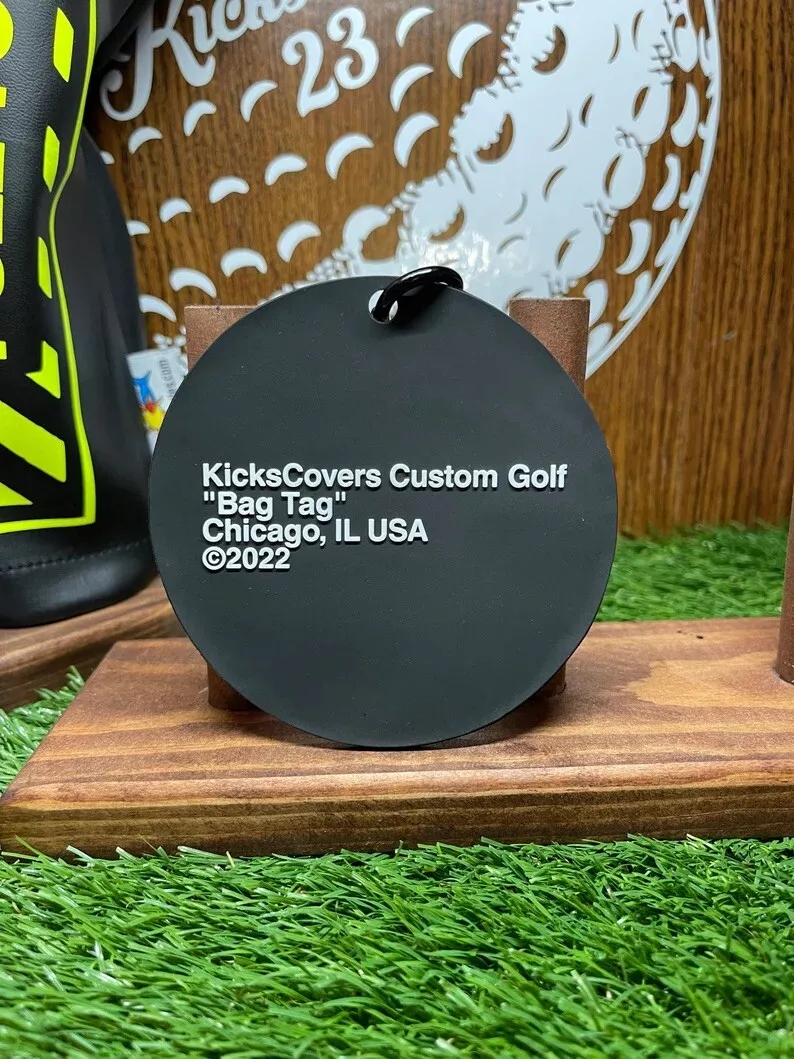 Kicks
23
KicksCovers Custom Golf
"Bag Tag"
Chicago, IL USA
©2022